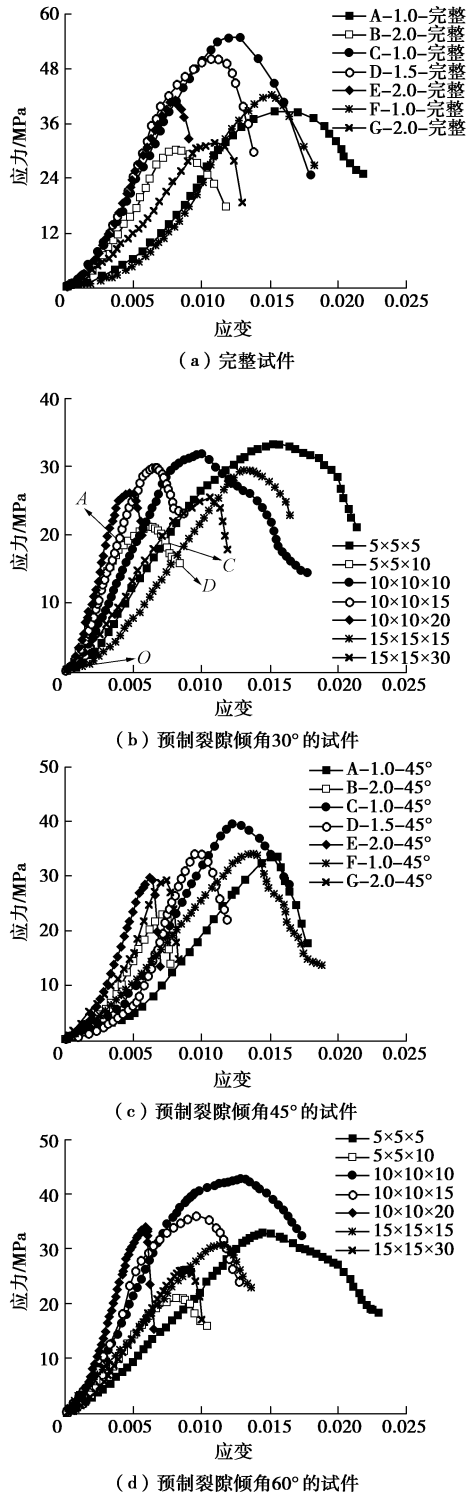 60
48
36
24
12
0
0.005
0.010
0.015
0.020
0.025
应力/MPa
应变
A-1.0-完整
B-2.0-完整
C-1.0-完整
D-1.5-完整
E-2.0-完整
F-1.0-完整
G-2.0-完整
(a) 完整试件
40
30
20
10
0
0.005
0.010
0.015
0.020
0.025
应力/MPa
应变
A
C
D
O
5×5×5
5×5×10
10×10×10
10×10×15
10×10×20
15×15×15
15×15×30
(b) 预制裂隙倾角30°的试件
50
40
30
20
10
0
0.005
0.010
0.015
0.020
0.025
应力/MPa
应变
A-1.0-45°
B-2.0-45°
C-1.0-45°
D-1.5-45°
E-2.0-45°
F-1.0-45°
G-2.0-45°
(c) 预制裂隙倾角45°的试件
50
40
30
20
10
0
0.005
0.010
0.015
0.020
0.025
应力/MPa
应变
5×5×5
5×5×10
10×10×10
10×10×15
10×10×20
15×15×15
15×15×30
(d) 预制裂隙倾角60°的试件